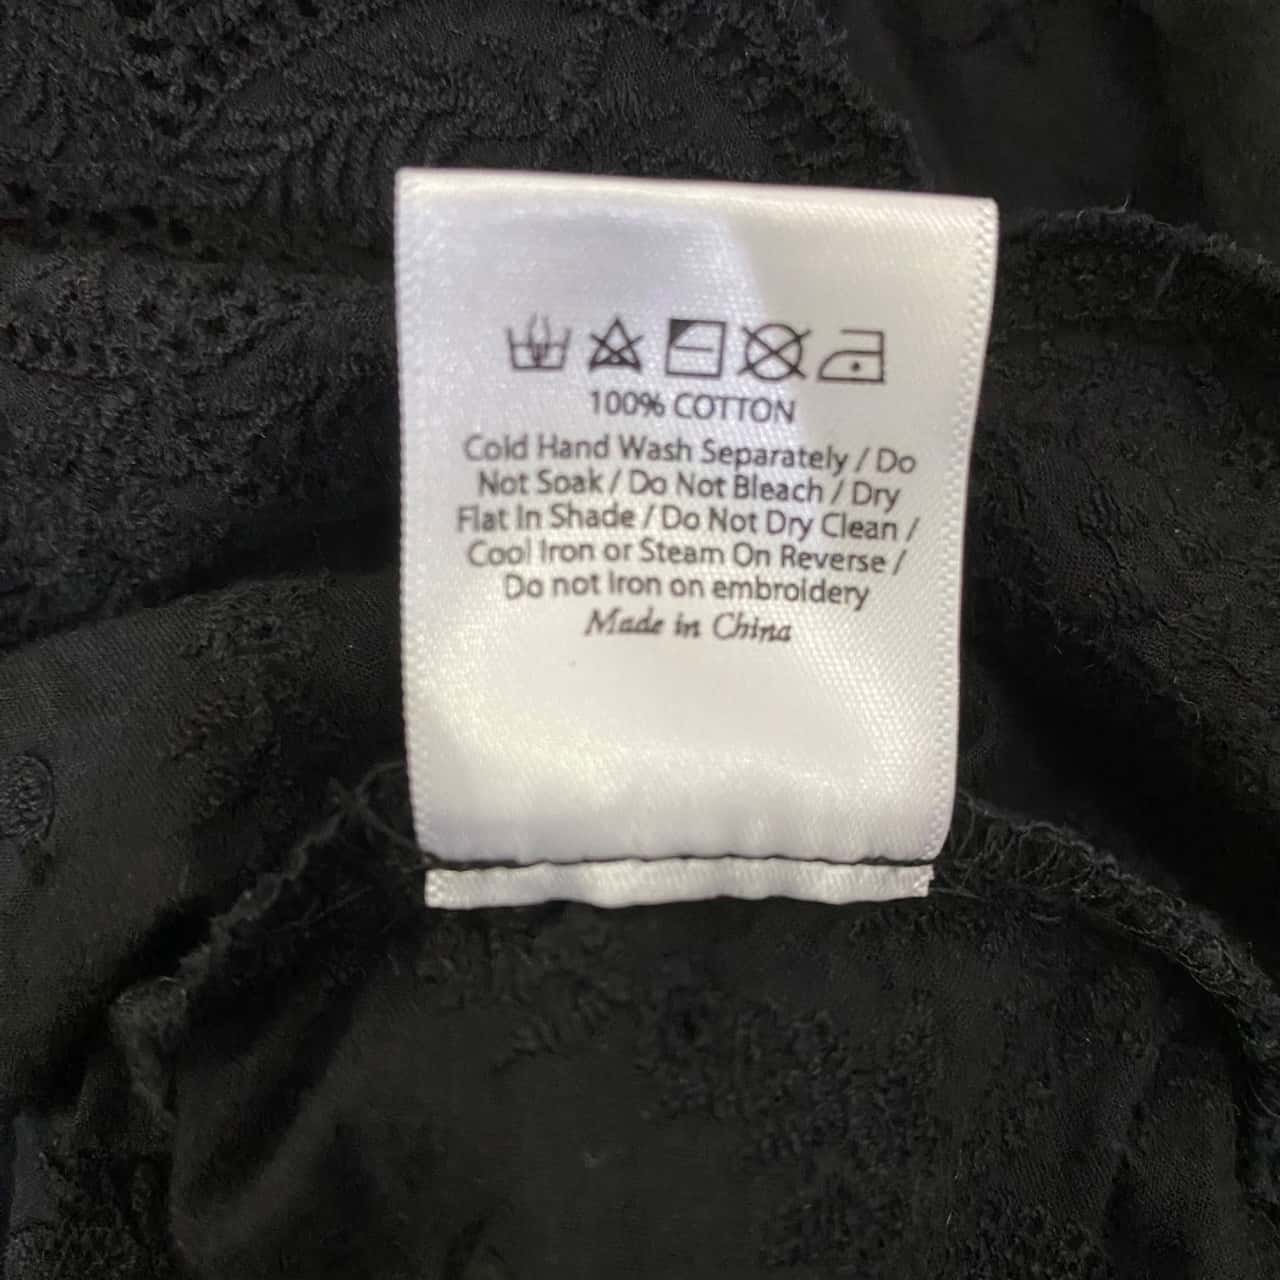 100% COTTON
Cold Hand Wash Separately / Do
Not Soak / Do Not Bleach / Dry
Flat In Shade / Do Not Dry Clean /
Cool Iron or Steam On Reverse /
Do not Iron on embroidery
Made in China